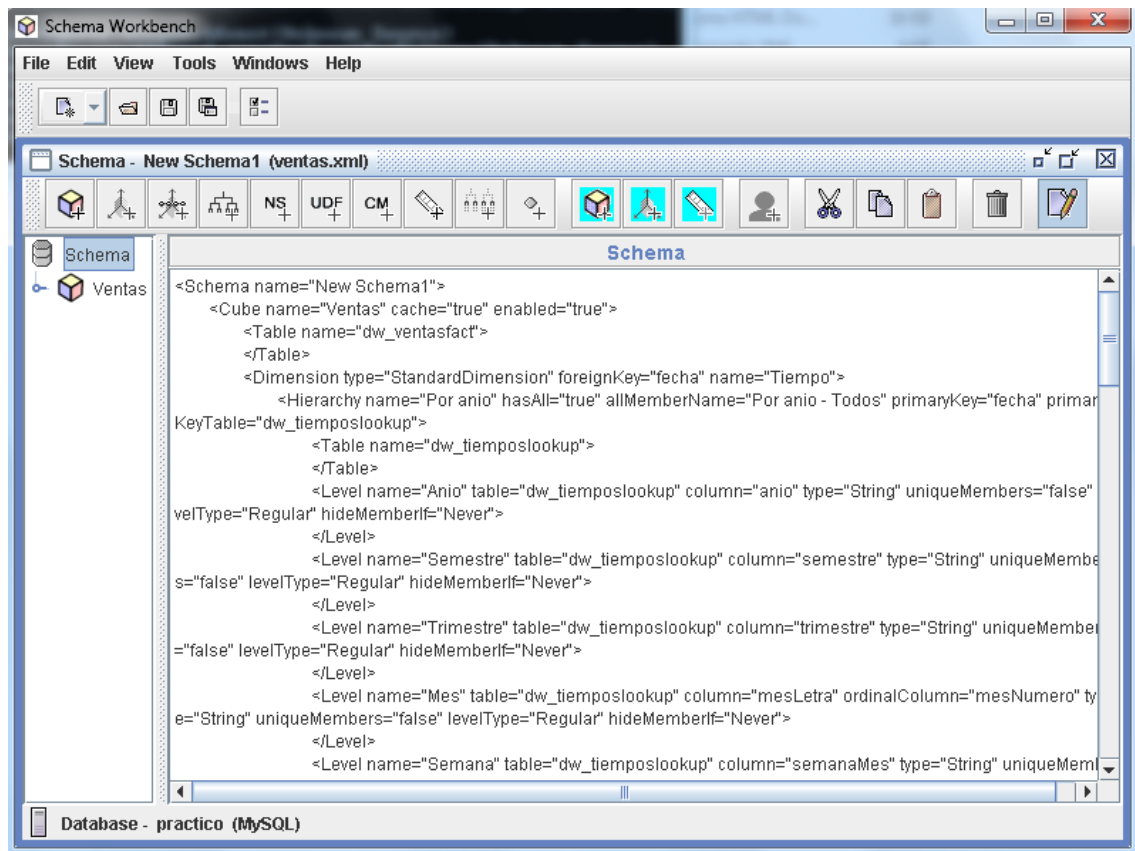 Schema Workbench
File Edit View Tools Windows Help
Schema - New Schema1 (ventas.xml)
NS UDF CM
Schema
Schema
Ventas
<Schema name="New Schema1">
<Cube name="Ventas" cache="true" enabled="true">
<Table name="dw_ventasfact">
</Table>
<Dimension type="StandardDimension" foreignKey="fecha" name="Tiempo">
<Hierarchy name="Por anio" hasAll="true" allMemberName="Por anio - Todos" primaryKey="fecha" primar
KeyTable="dw_tiemposlookup">
<Table name="dw_tiemposlookup">
</Table>
<Level name="Anio" table="dw_tiemposlookup" column="anio" type="String" uniqueMembers="false"
velType="Regular" hideMemberIf="Never">
</Level>
<Level name="Semestre" table="dw_tiemposlookup" column="semestre" type="String" uniqueMembe
s="false" levelType="Regular" hideMemberIf="Never">
</Level>
<Level name="Trimestre" table="dw_tiemposlookup" column="trimestre" type="String" uniqueMember
="false" levelType="Regular" hideMemberIf="Never">
</Level>
<Level name="Mes" table="dw_tiemposlookup" column="mesLetra" ordinalColumn="mesNumero" ty
e="String" uniqueMembers="false" levelType="Regular" hideMemberIf="Never">
</Level>
<Level name="Semana" table="dw_tiemposlookup" column="semanaMes" type="String" uniqueMem
Database - practico (MySQL)